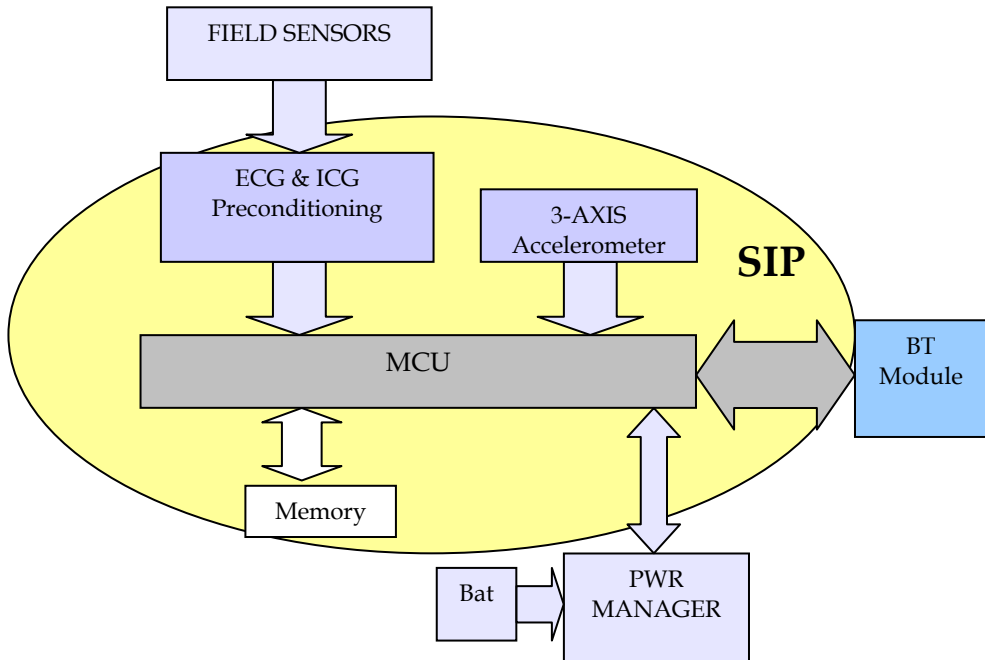 FIELD SENSORS
ECG & ICG
Preconditioning
3-AXIS
Accelerometer
SIP
MCU
BT
Module
Memory
Bat
PWR
MANAGER